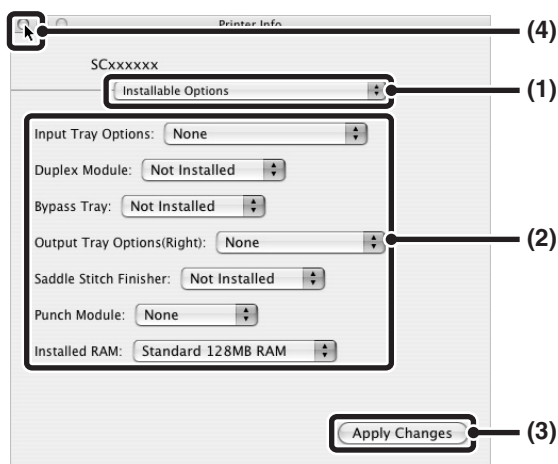 Printer Info
(4)
SCxxxxxx
Installable Options
(1)
Input Tray Options: None
Duplex Module: Not Installed
Bypass Tray: Not Installed
Output Tray Options(Right): None
(2)
Saddle Stitch Finisher: Not Installed
Punch Module: None
Installed RAM: Standard 128MB RAM
Apply Changes
(3)